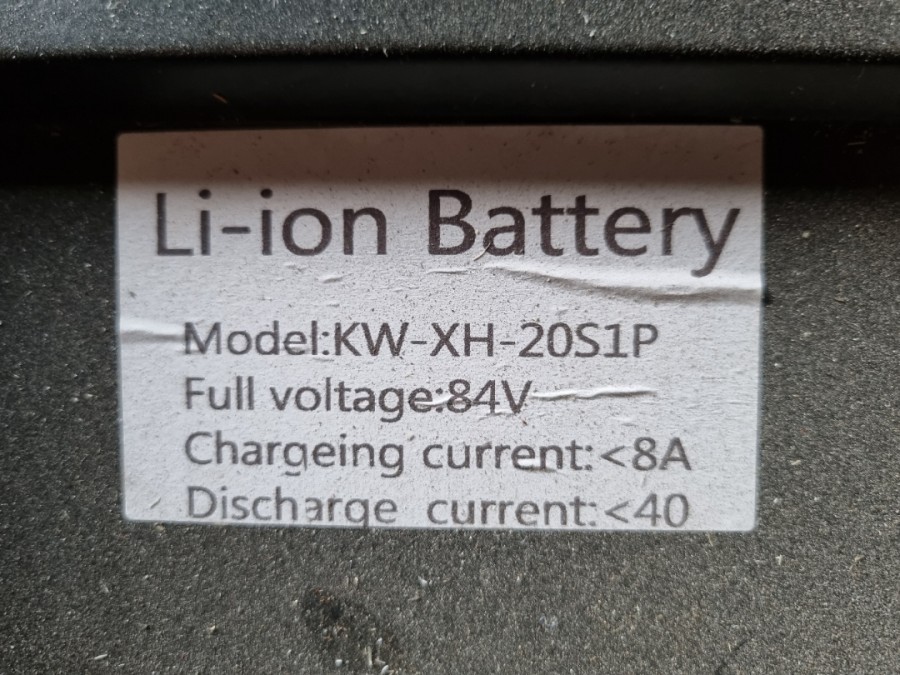 Li-ion Battery
Model:KW-XH-20S1P
Full voltage:84V
Chargeing current:<8A
Discharge current:<40